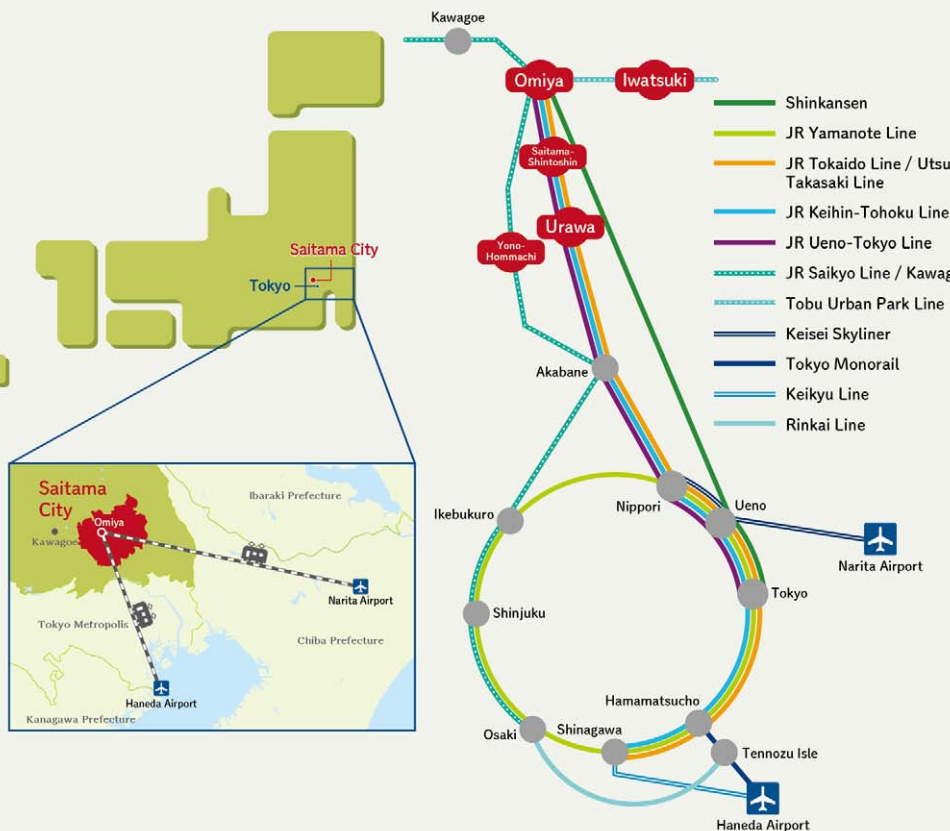 Kawagoe
Omiya
Iwatsuki
Saitama-
Shintoshin
Urawa
Yono-
Hommachi
Akabane
Nippori
Ueno
Ikebukuro
Narita Airport
Tokyo
Shinjuku
Hamamatsucho
Osaki
Shinagawa
Tennozu Isle
Haneda Airport
Shinkansen
JR Yamanote Line
JR Tokaido Line / Utsu
Takasaki Line
JR Keihin-Tohoku Line
JR Ueno-Tokyo Line
JR Saikyo Line / Kawag
Tobu Urban Park Line
Keisei Skyliner
Tokyo Monorail
Keikyu Line
Rinkai Line
Saitama City
Tokyo
Saitama
City
Omiya
Kawagoe
Ibaraki Prefecture
Narita Airport
Tokyo Metropolis
Chiba Prefecture
Haneda Airport
Kanagawa Prefecture